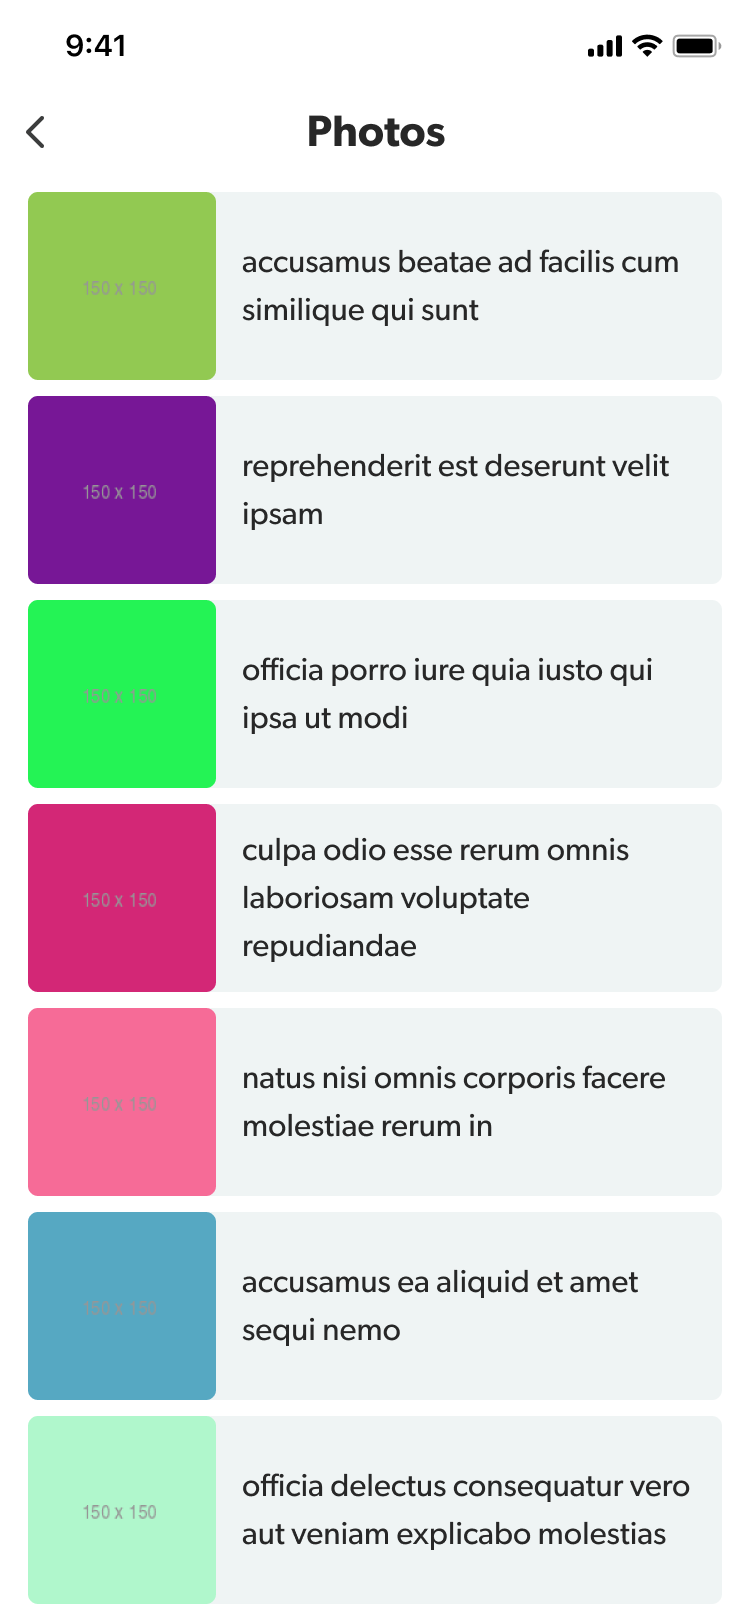 9:41
Photos
150 x 150
accusamus beatae ad facilis cum
similique qui sunt
150 x 150
reprehenderit est deserunt velit
ipsam
150 x 150
officia porro iure quia iusto qui
ipsa ut modi
150 x 150
culpa odio esse rerum omnis
laboriosam voluptate
repudiandae
150 x 150
natus nisi omnis corporis facere
molestiae rerum in
150 x 150
accusamus ea aliquid et amet
sequi nemo
150 x 150
officia delectus consequatur vero
aut veniam explicabo molestias